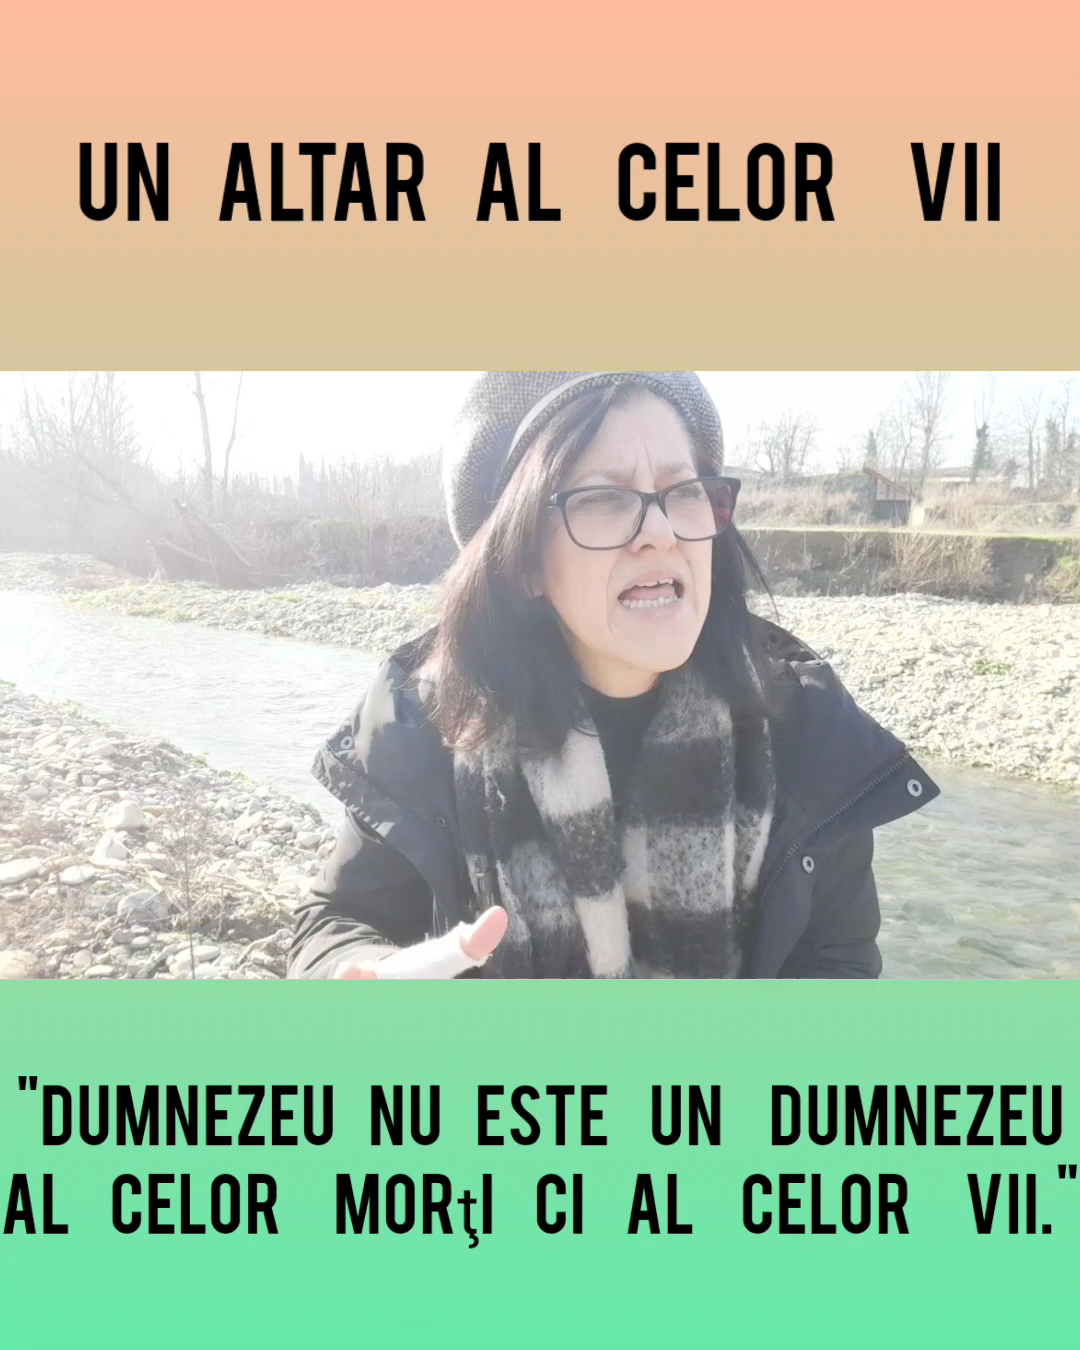 UN ALTAR AL CELOR VII
"DUMNEZEU NU ESTE UN DUMNEZEU
AL CELOR MORţI CI AL CELOR VII."